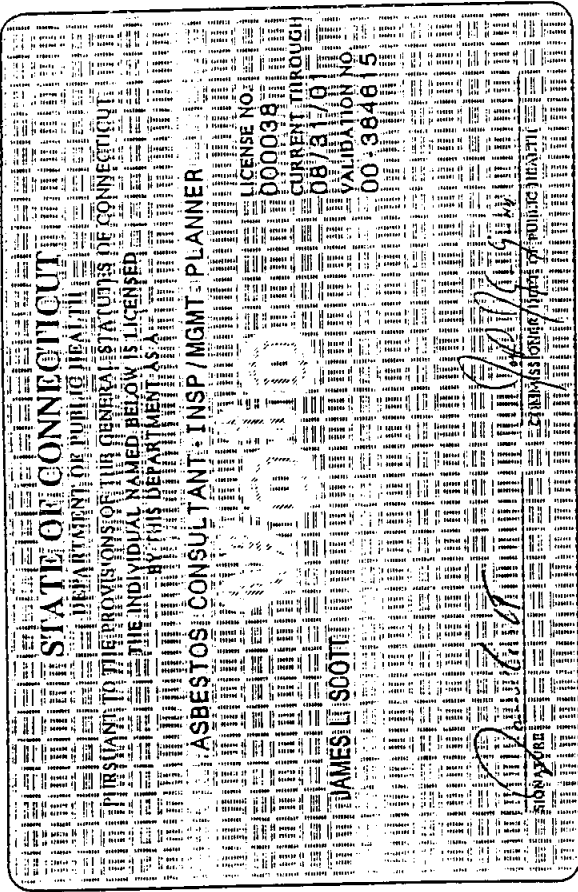 STATE OF CONNECTICUT
DEPARTMENT OF PUBLIC HEALTH
PURSUANT TO THE PROVISIONS OF THE GENERAL STATUTES OF CONNECTICUT
THE INDIVIDUAL NAMED BELOW IS LICENSED
BY THIS DEPARTMENT AS A
ASBESTOS CONSULTANT-INSP/MGMT PLANNER
LICENSE NO.
000038
CURRENT THROUGH
08/31/01
VALIDATION NO.
00-384615
JAMES L SCOTT
SIGNATURE
COMMISSIONER OF PUBLIC HEALTH